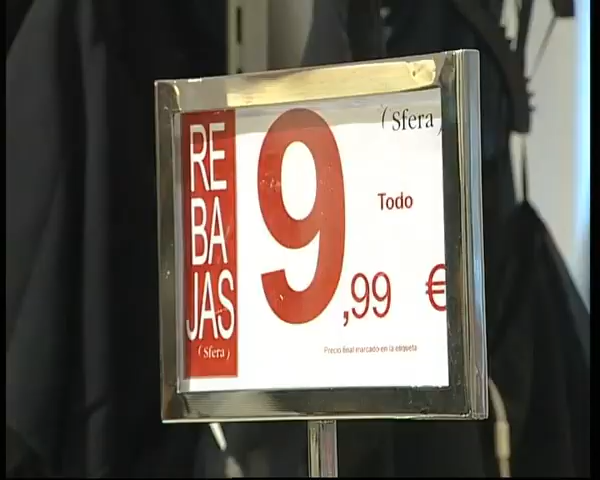 RE
BA
JAS
(Sfera)
(Sfera)
Todo
9,99 €
Precio final marcado en la etiqueta